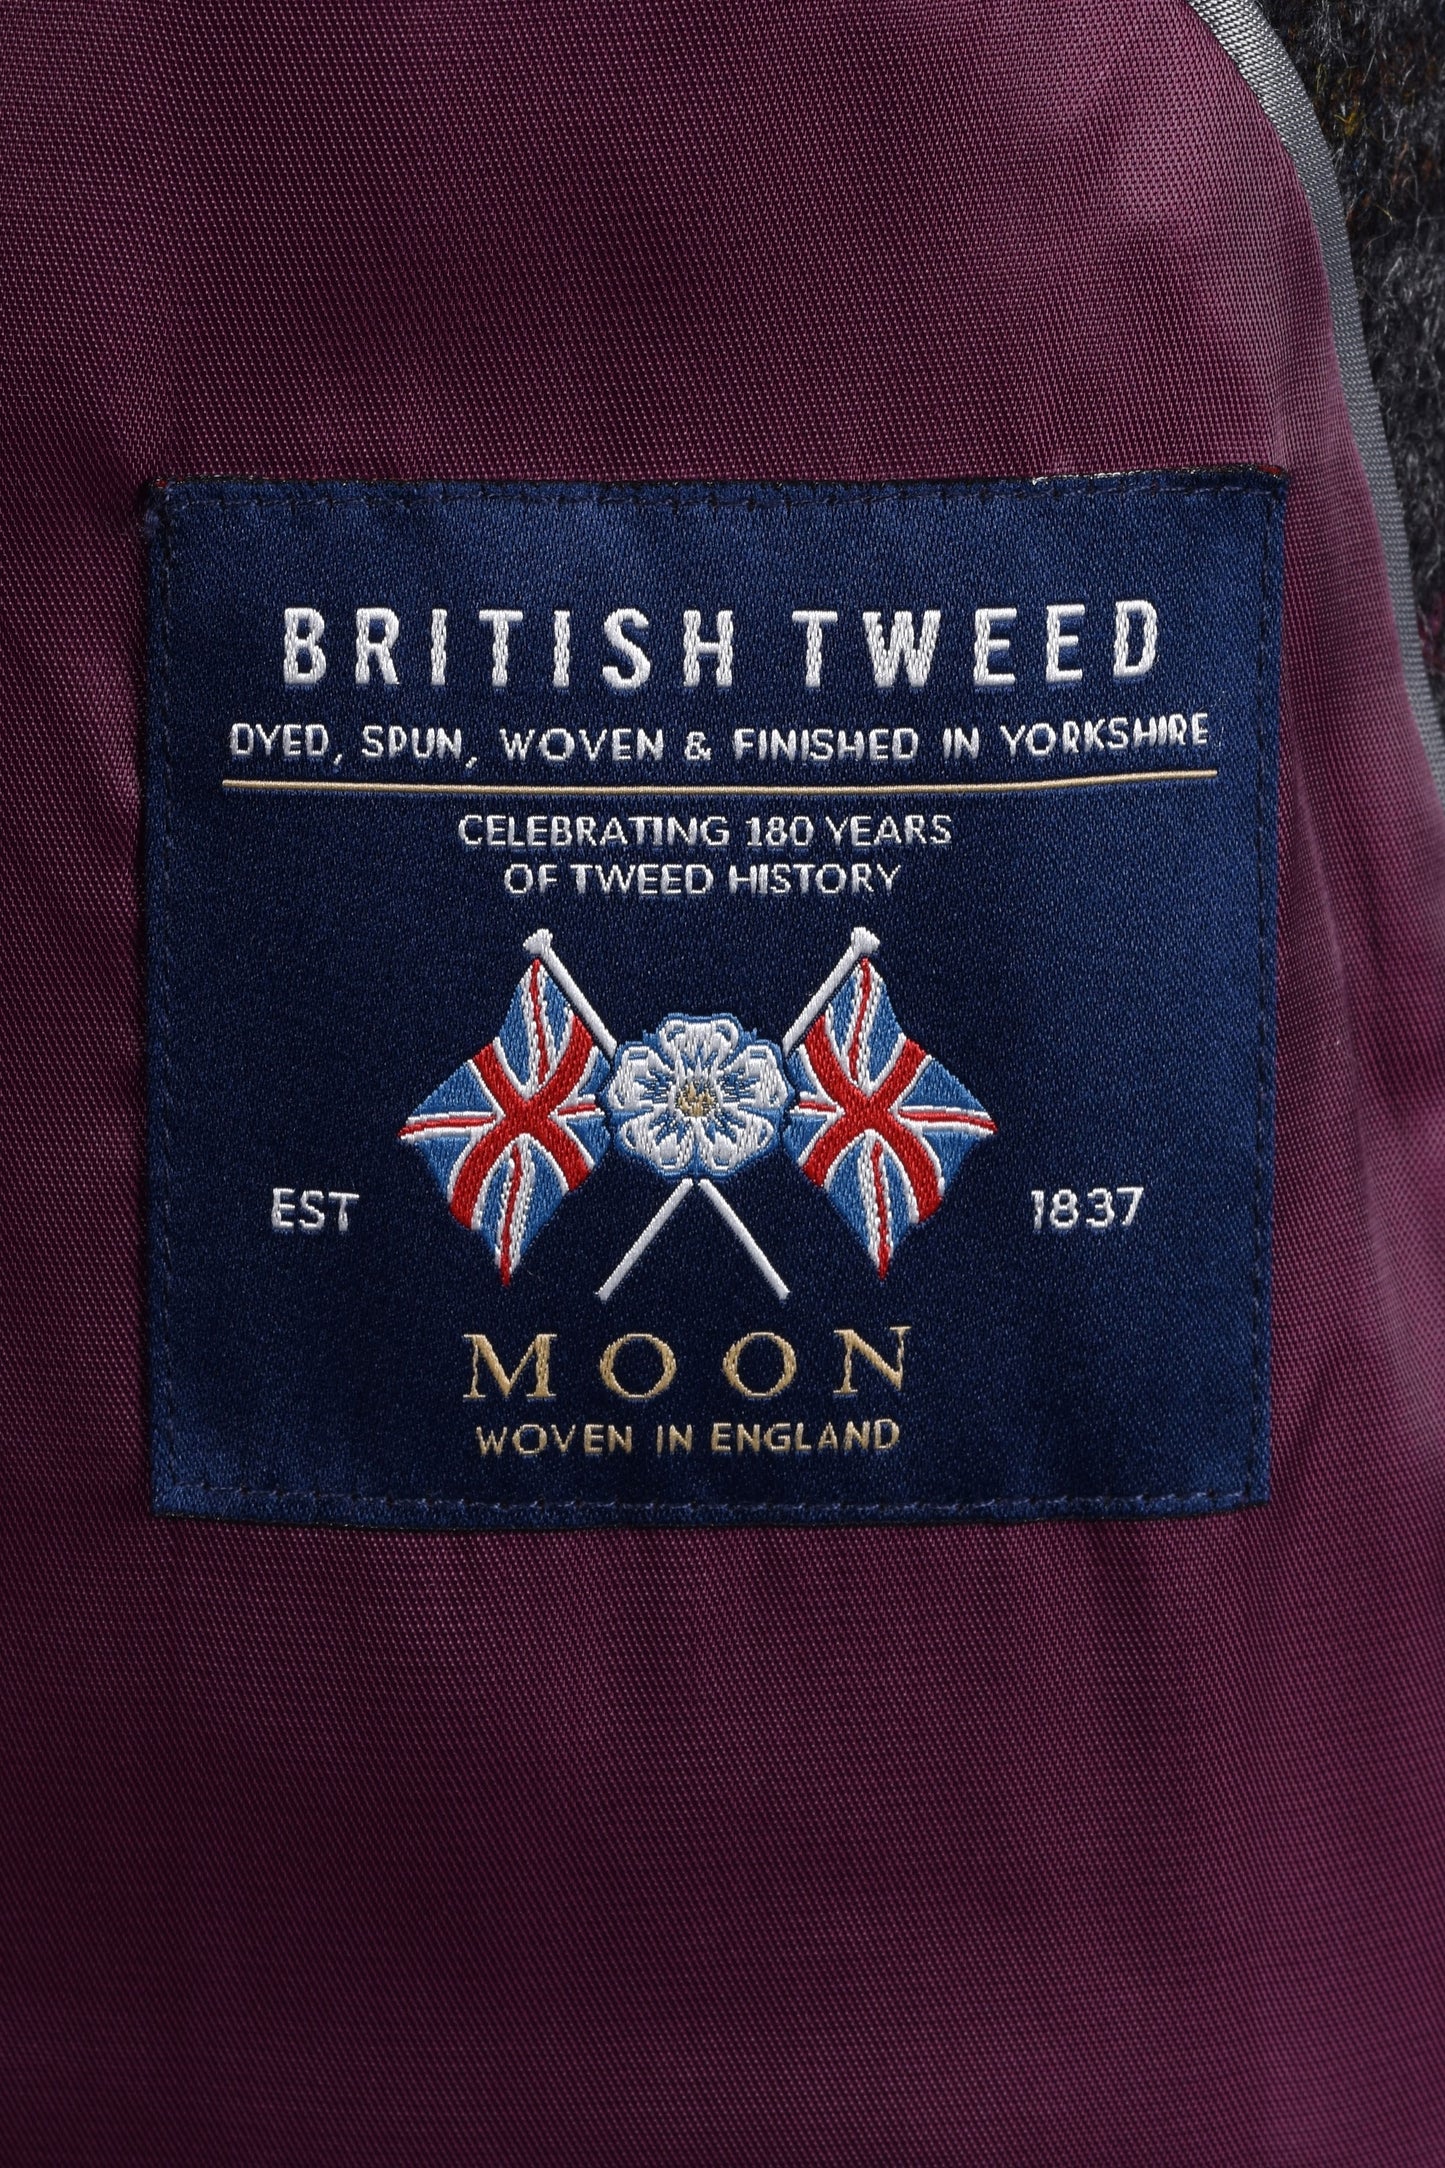 BRITISH TWEED
DYED, SPUN, WOVEN & FINISHED IN YORKSHIRE
CELEBRATING 180 YEARS
OF TWEED HISTORY
EST 1837
MOON
WOVEN IN ENGLAND